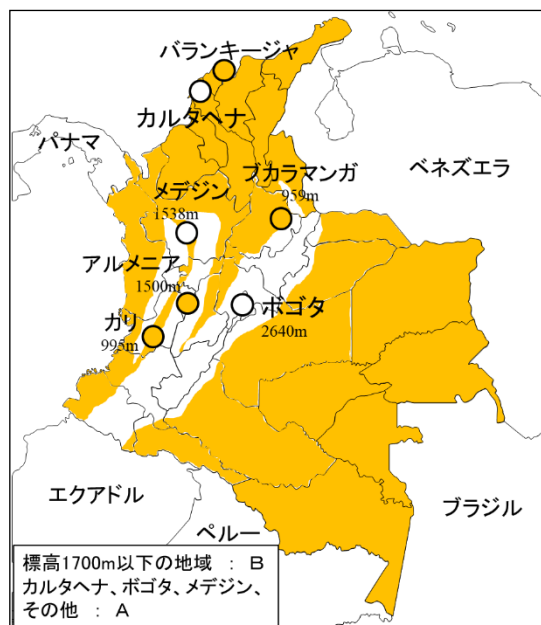 バランキージャ
カルタヘナ
パナマ
ベネズエラ
ブカラマンガ
959m
メデジン
1538m
アルメニア
1500m
ボゴタ
2640m
カリ
995m
エクアドル
ペルー
ブラジル
標高1700m以下の地域 : B
カルタヘナ、ボゴタ、メデジン、
その他 : A